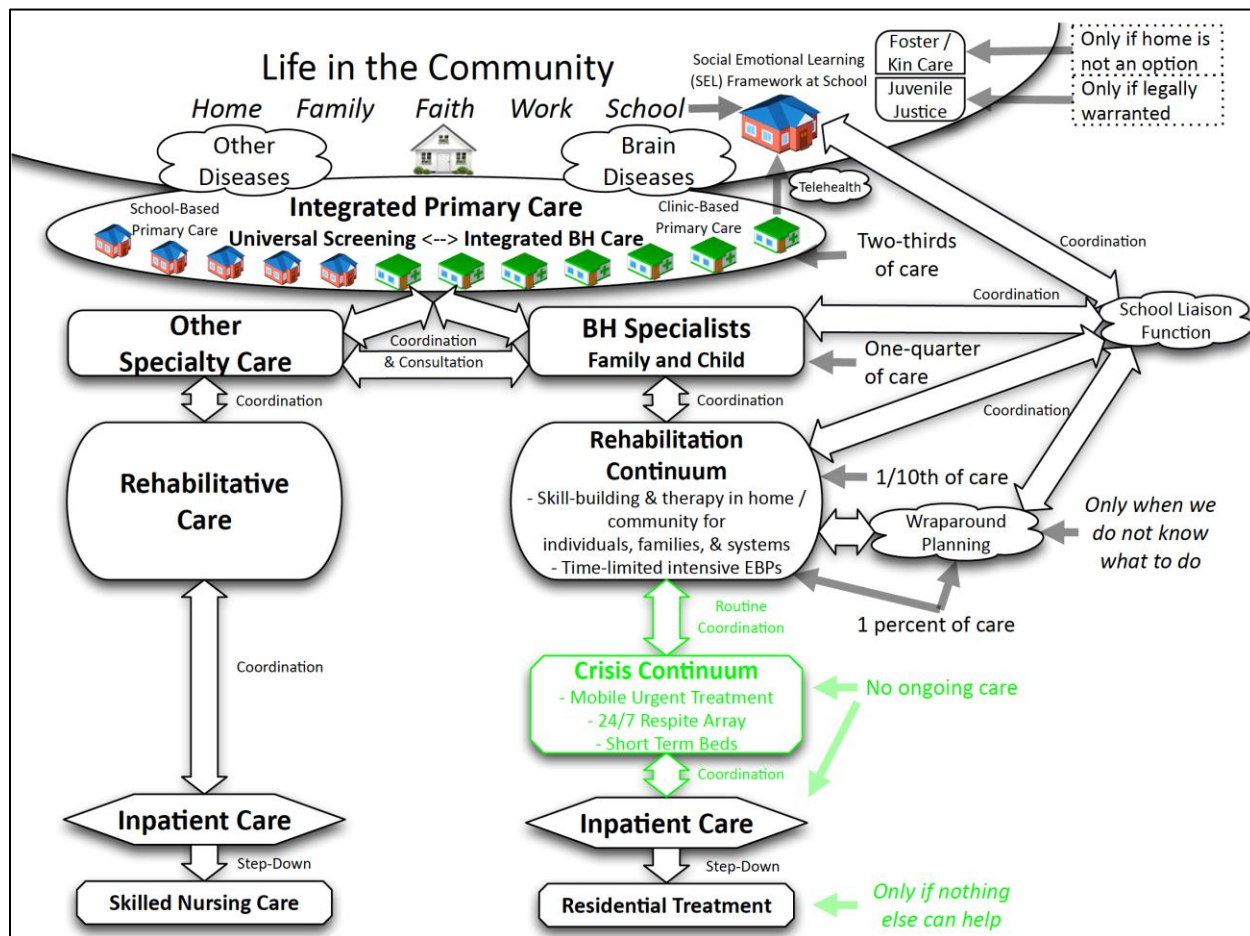 Life in the Community
Home Family Faith Work School
Social Emotional Learning
(SEL) Framework at School
Foster /
Kin Care
Juvenile
Justice
Only if home is
not an option
Only if legally
warranted
Other
Diseases
Brain
Diseases
Telehealth
School-Based
Primary Care
Integrated Primary Care
Clinic-Based
Primary Care
Universal Screening <--> Integrated BH Care
Two-thirds
of care
Coordination
Other
Specialty Care
Coordination
& Consultation
BH Specialists
Family and Child
Coordination
School Liaison
Function
One-quarter
of care
Coordination
Coordination
Coordination
Rehabilitative
Care
Rehabilitation
Continuum
- Skill-building & therapy in home /
community for
individuals, families, & systems
- Time-limited intensive EBPs
1/10th of care
Wraparound
Planning
Only when we
do not know
what to do
1 percent of care
Routine
Coordination
Coordination
Crisis Continuum
- Mobile Urgent Treatment
- 24/7 Respite Array
- Short Term Beds
No ongoing care
Coordination
Inpatient Care
Inpatient Care
Step-Down
Step-Down
Skilled Nursing Care
Residential Treatment
Only if nothing
else can help